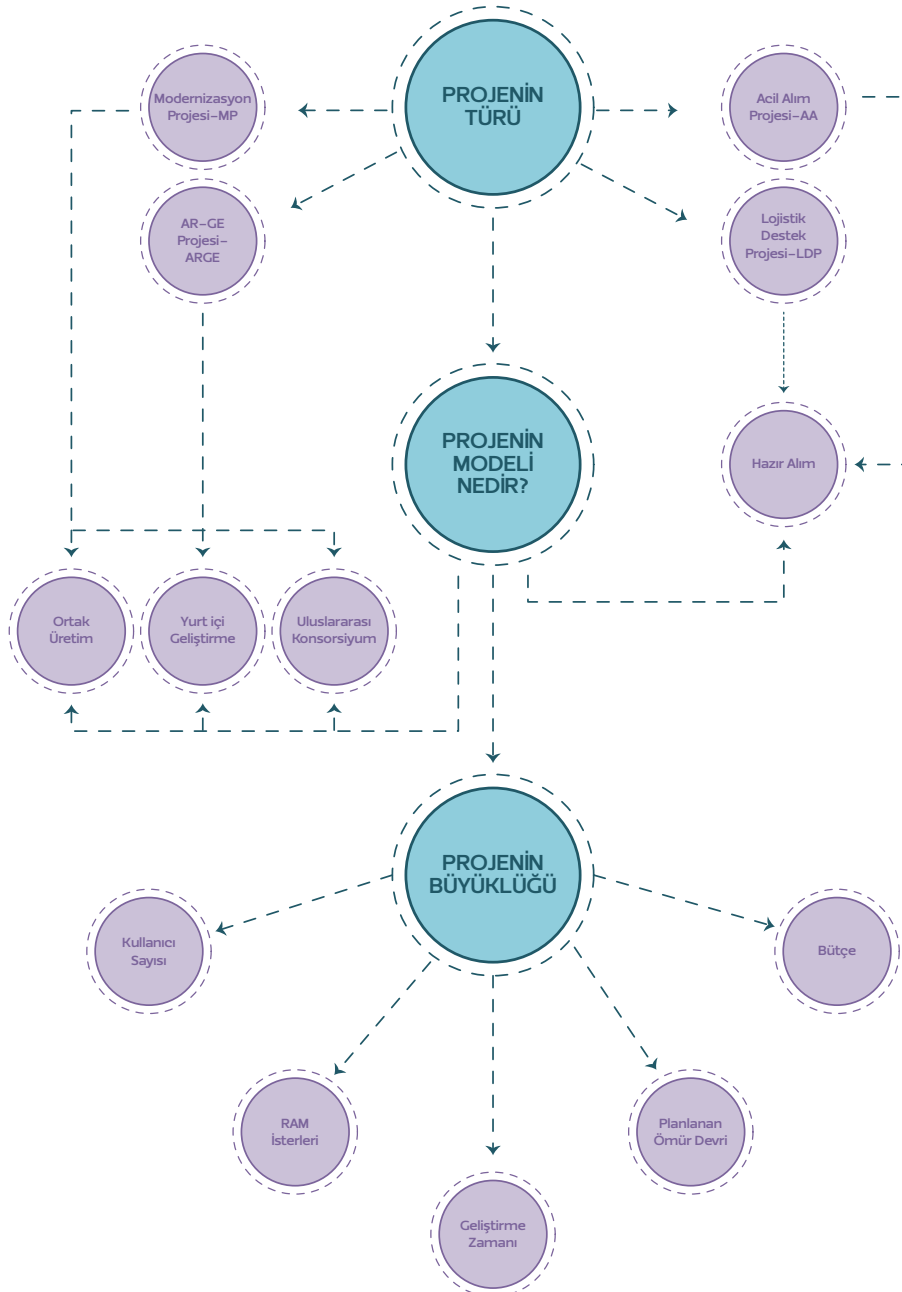 PROJENİN
TÜRÜ
Modernizasyon
Projesi-MP
Acil Alım
Projesi-AA
AR-GE
Projesi-
ARGE
Lojistik
Destek
Projesi-LDP
PROJENİN
MODELİ
NEDİR?
Hazır Alım
Ortak
Üretim
Yurt içi
Geliştirme
Uluslararası
Konsorsiyum
PROJENİN
BÜYÜKLÜĞÜ
Kullanıcı
Sayısı
Bütçe
RAM
İsterleri
Planlanan
Ömür Devri
Geliştirme
Zamanı